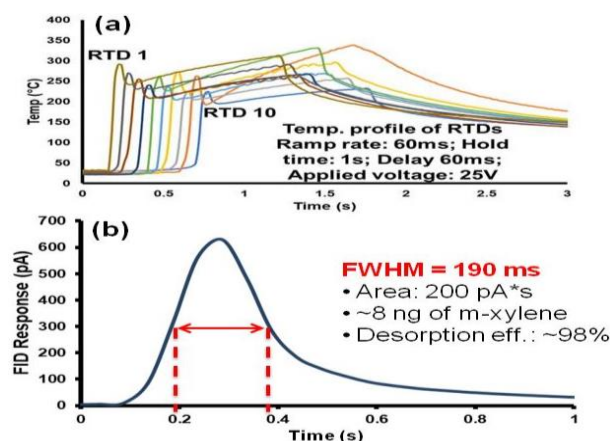 (a)
400
350
300
250
200
150
100
50
0
Temp (°C)
RTD 1
RTD 10
Temp. profile of RTDs
Ramp rate: 60ms; Hold
time: 1s; Delay 60ms;
Applied voltage: 25V
0 0.5 1 1.5 2 2.5 3
Time (s)
(b)
700
600
500
400
300
200
100
0
FID Response (pA)
FWHM = 190 ms
• Area: 200 pA*s
• ~8 ng of m-xylene
• Desorption eff.: ~98%
0 0.2 0.4 0.6 0.8 1
Time (s)